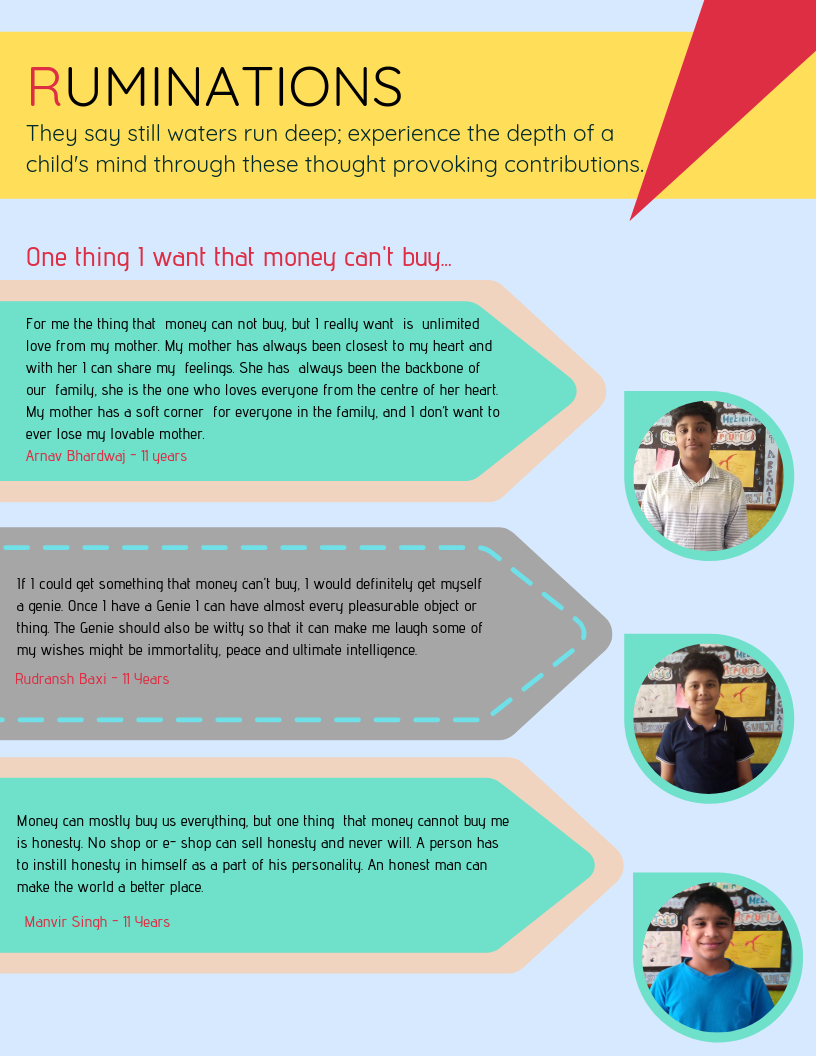 RUMINATIONS
They say still waters run deep; experience the depth of a
child's mind through these thought provoking contributions.
One thing I want that money can't buy...
For me the thing that money can not buy, but I really want is unlimited
love from my mother. My mother has always been closest to my heart and
with her I can share my feelings. She has always been the backbone of
our family, she is the one who loves everyone from the centre of her heart.
My mother has a soft corner for everyone in the family, and I don't want to
ever lose my lovable mother.
Arnav Bhardwaj - 11 years
If I could get something that money can't buy, I would definitely get myself
a genie. Once I have a Genie I can have almost every pleasurable object or
thing. The Genie should also be witty so that it can make me laugh some of
my wishes might be immortality, peace and ultimate intelligence.
Rudransh Baxi - 11 Years
Money can mostly buy us everything, but one thing that money cannot buy me
is honesty. No shop or e- shop can sell honesty and never will. A person has
to instill honesty in himself as a part of his personality. An honest man can
make the world a better place.
Manvir Singh - 11 Years